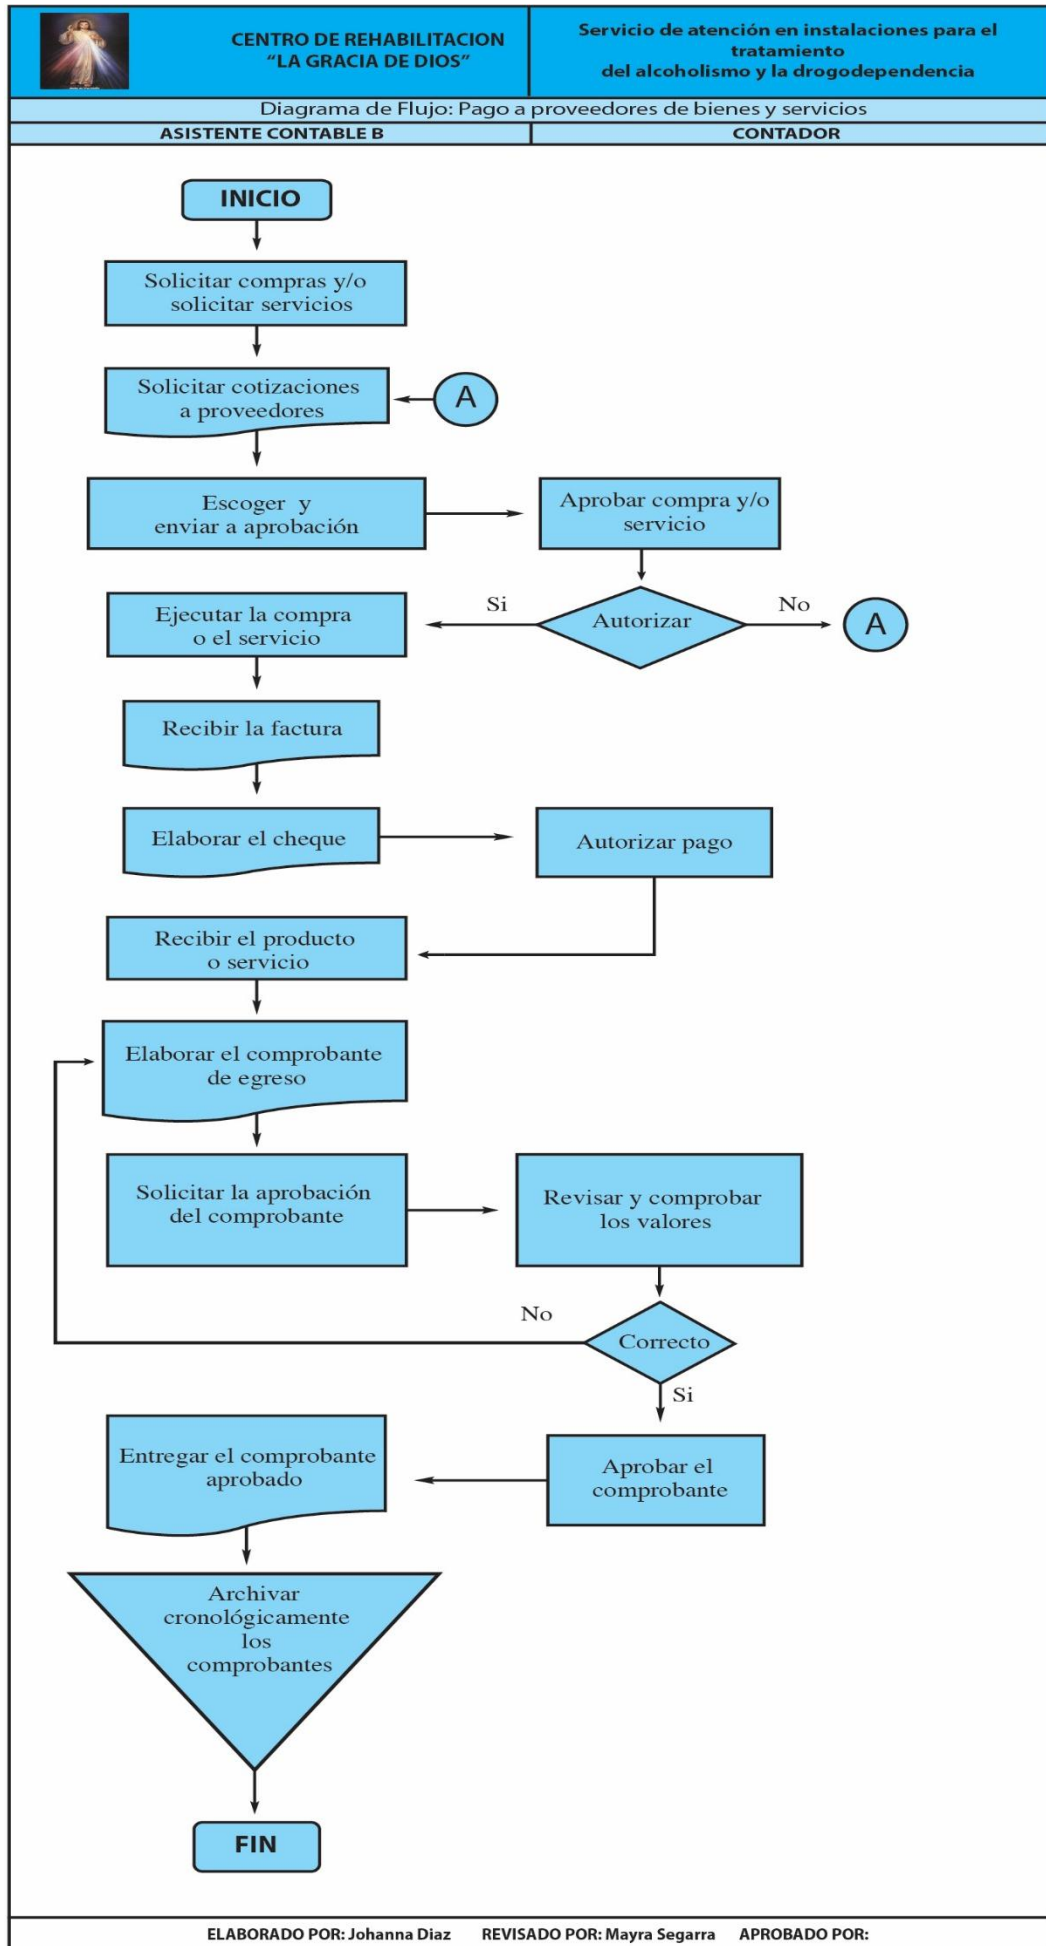 CENTRO DE REHABILITACION
“LA GRACIA DE DIOS”
Servicio de atención en instalaciones para el
tratamiento
del alcoholismo y la drogodependencia
Diagrama de Flujo: Pago a proveedores de bienes y servicios
ASISTENTE CONTABLE B
CONTADOR
INICIO
Solicitar compras y/o
solicitar servicios
Solicitar cotizaciones
a proveedores
A
Escoger y
enviar a aprobación
Aprobar compra y/o
servicio
Ejecutar la compra
o el servicio
Si
Autorizar
No
A
Recibir la factura
Elaborar el cheque
Autorizar pago
Recibir el producto
o servicio
Elaborar el comprobante
de egreso
Solicitar la aprobación
del comprobante
Revisar y comprobar
los valores
No
Correcto
Si
Entregar el comprobante
aprobado
Aprobar el
comprobante
Archivar
cronológicamente
los
comprobantes
FIN
ELABORADO POR: Johanna Diaz REVISADO POR: Mayra Segarra APROBADO POR: